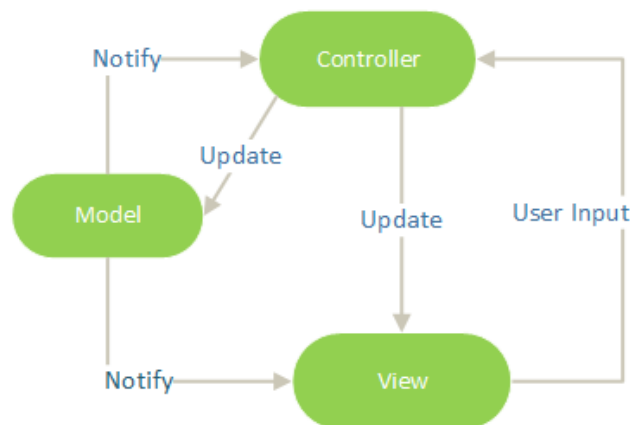 Notify
Controller
Update
Model
Update
User Input
Notify
View